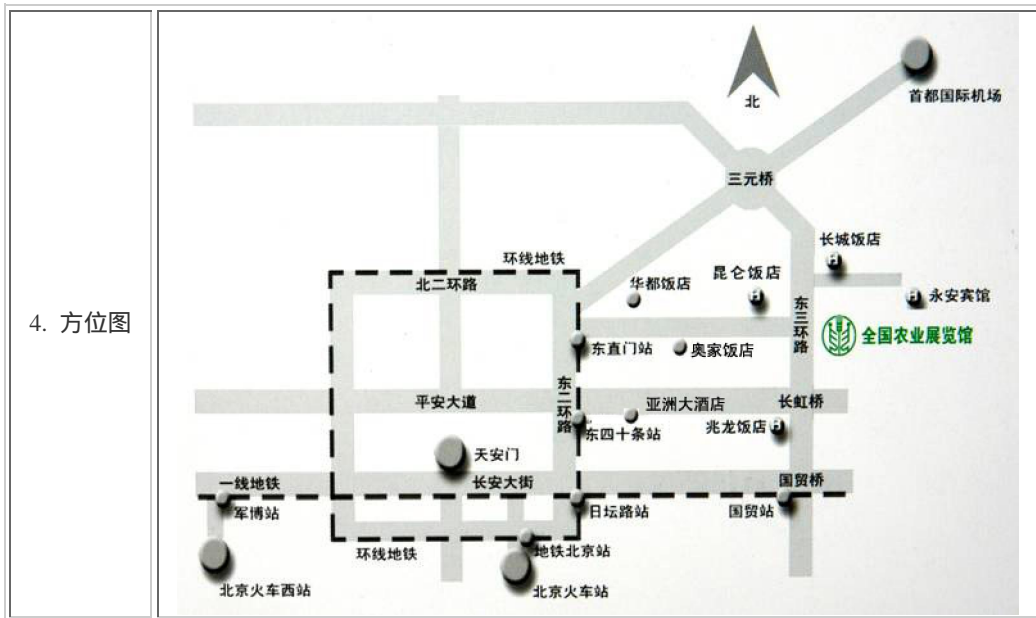 4. 方位图
北
首都国际机场
三元桥
长城饭店
环线地铁
华都饭店
昆仑饭店
北二环路
永安宾馆
东三环路
全国农业展览馆
东直门站
奥家饭店
东二环路
平安大道
亚洲大酒店
长虹桥
东四十条站
兆龙饭店
天安门
一线地铁
长安大街
国贸桥
军博站
日坛路站
国贸站
环线地铁
地铁北京站
北京火车西站
北京火车站